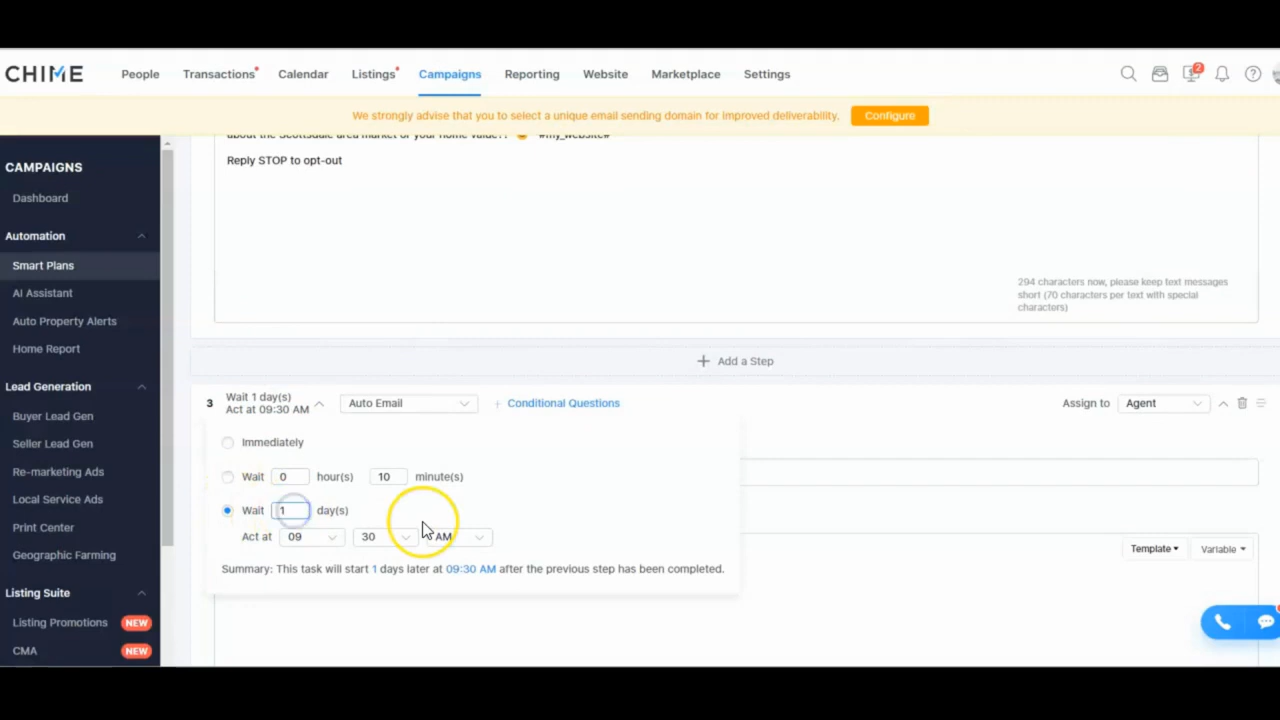 CHIME
People
Transactions
Calendar
Listings
Campaigns
Reporting
Website
Marketplace
Settings
2
We strongly advise that you to select a unique email sending domain for improved deliverability.
Configure
CAMPAIGNS
Dashboard
Automation
Smart Plans
AI Assistant
Auto Property Alerts
Home Report
Lead Generation
Buyer Lead Gen
Seller Lead Gen
Re-marketing Ads
Local Service Ads
Print Center
Geographic Farming
Listing Suite
Listing Promotions NEW
CMA NEW
about the Scottsdale area market or your home value?? #my_website#
Reply STOP to opt-out
294 characters now, please keep text messages
short (70 characters per text with special
characters)
+ Add a Step
3
Wait 1 day(s)
Act at 09:30 AM
Auto Email
+ Conditional Questions
Assign to
Agent
Immediately
Wait 0 hour(s) 10 minute(s)
Wait 1 day(s)
Act at 09 30 AM
Summary: This task will start 1 days later at 09:30 AM after the previous step has been completed.
Template
Variable